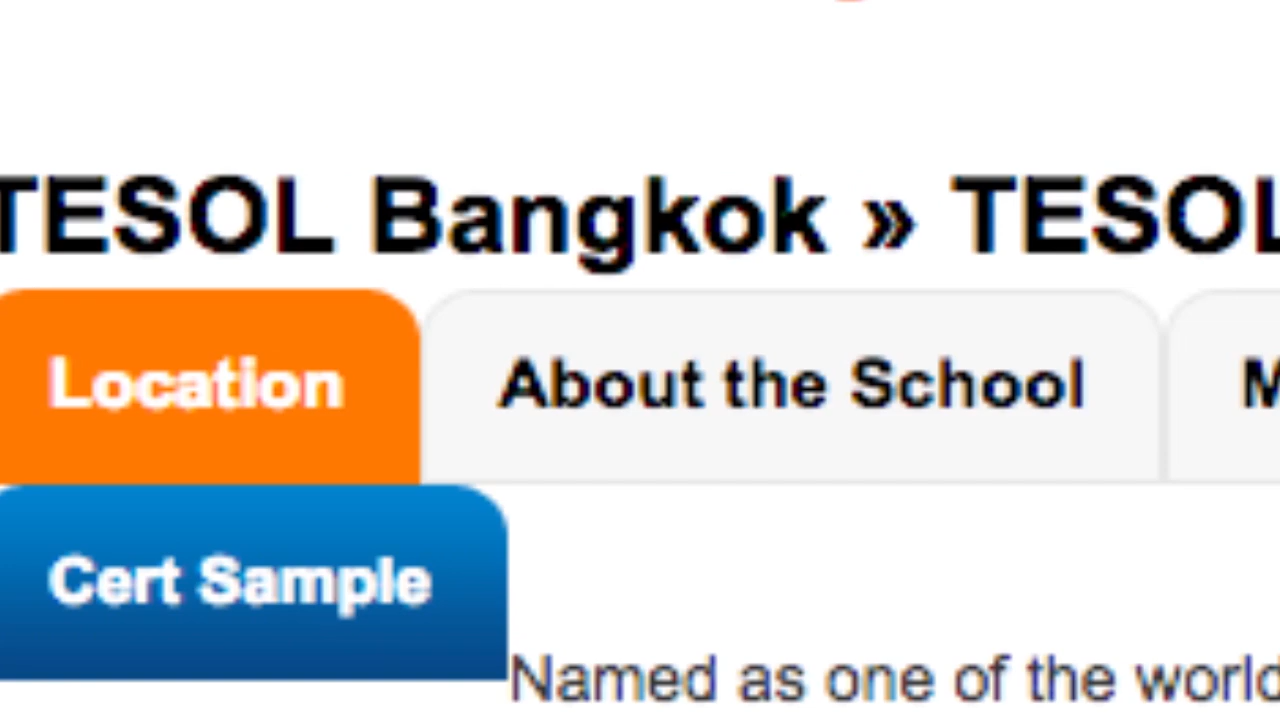 TESOL Bangkok » TESOL
Location About the School
Cert Sample
Named as one of the world